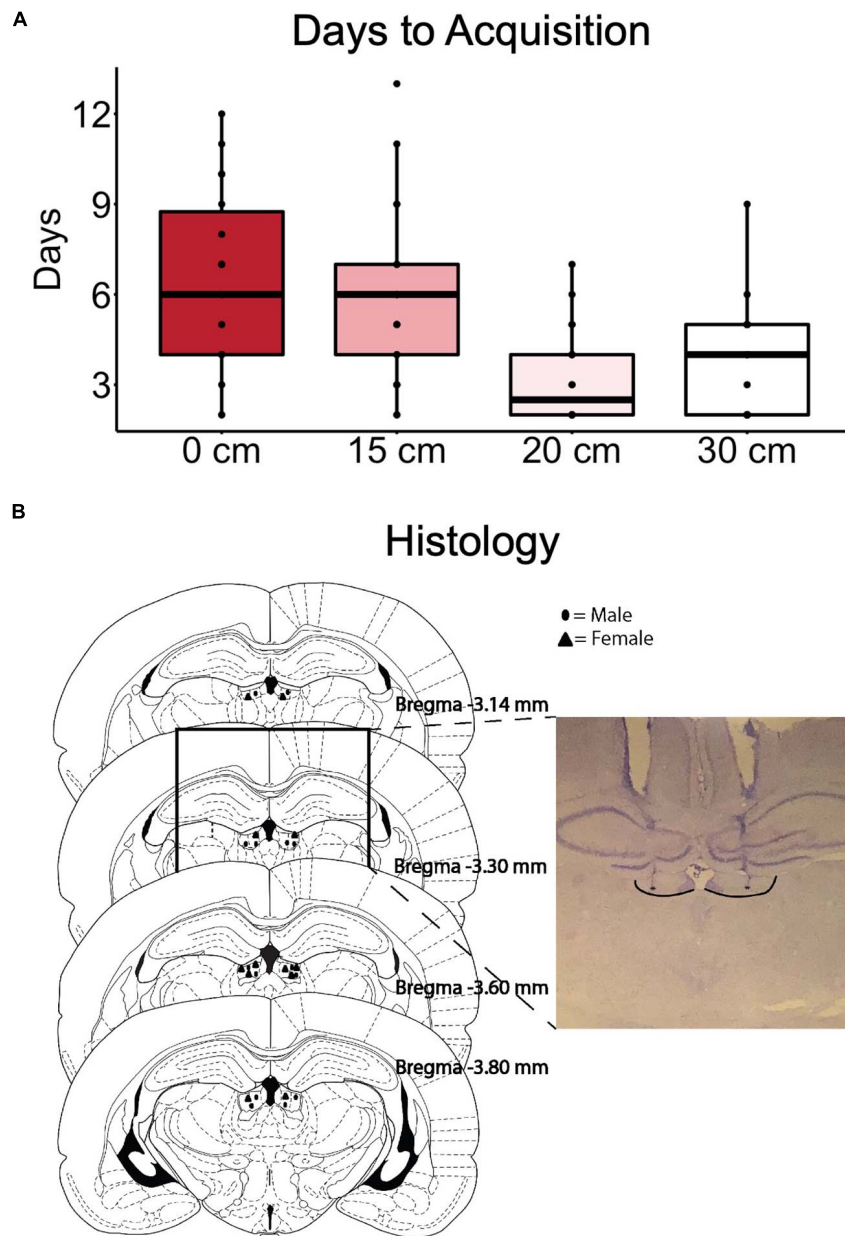 A
Days to Acquisition
Days
12
9
6
3
0 cm
15 cm
20 cm
30 cm
B
Histology
= Male
= Female
Bregma -3.14 mm
Bregma -3.30 mm
Bregma -3.60 mm
Bregma -3.80 mm